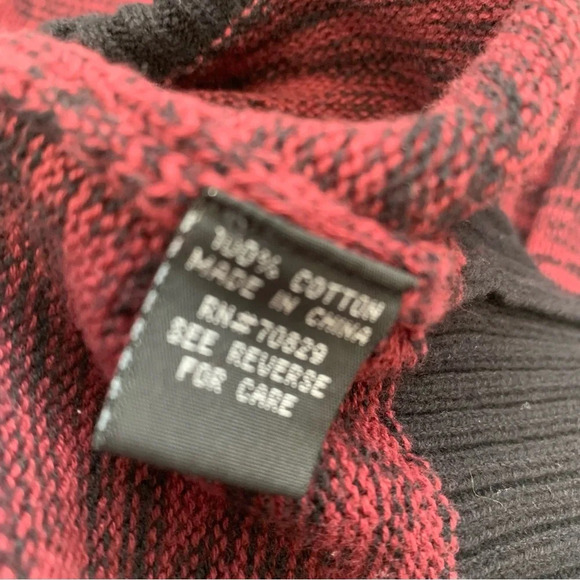 100% COTTON
MADE IN CHINA
RN#70829
SEE REVERSE
FOR CARE